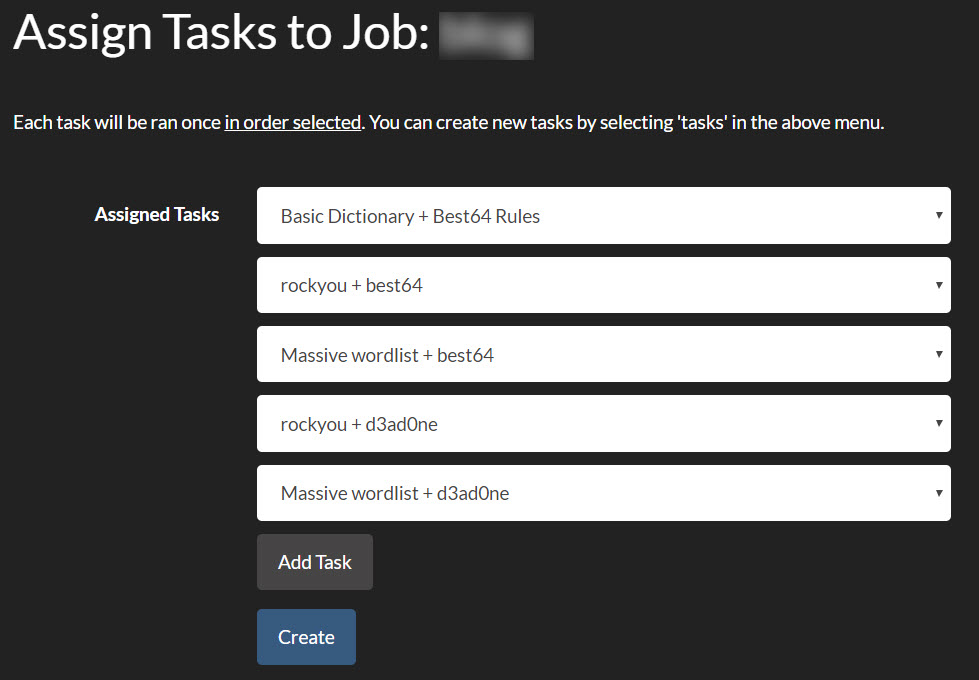 Assign Tasks to Job:
Each task will be ran once in order selected. You can create new tasks by selecting 'tasks' in the above menu.
Assigned Tasks
Basic Dictionary + Best64 Rules
rockyou + best64
Massive wordlist + best64
rockyou + d3ad0ne
Massive wordlist + d3ad0ne
Add Task
Create